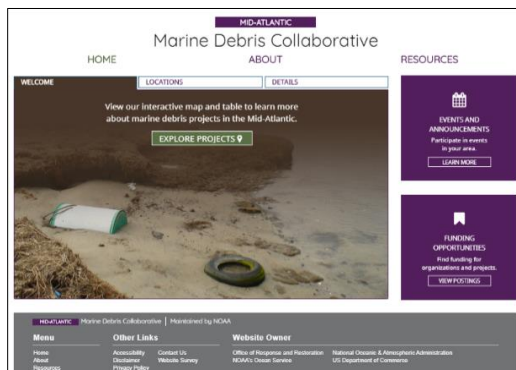 MID-ATLANTIC
Marine Debris Collaborative
HOME ABOUT RESOURCES
WELCOME LOCATIONS DETAILS
View our interactive map and table to learn more
about marine debris projects in the Mid-Atlantic.
EXPLORE PROJECTS
EVENTS AND
ANNOUNCEMENTS
Participate in events
in your area.
LEARN MORE
FUNDING
OPPORTUNITIES
Find funding for
organizations and projects.
VIEW POSTINGS
MID-ATLANTIC Marine Debris Collaborative | Maintained by NOAA
Menu
Home
About
Resources
Other Links
Accessibility Contact Us
Disclaimer Website Survey
Privacy Policy
Website Owner
Office of Response and Restoration National Oceanic & Atmospheric Administration
NOAA's Ocean Service US Department of Commerce